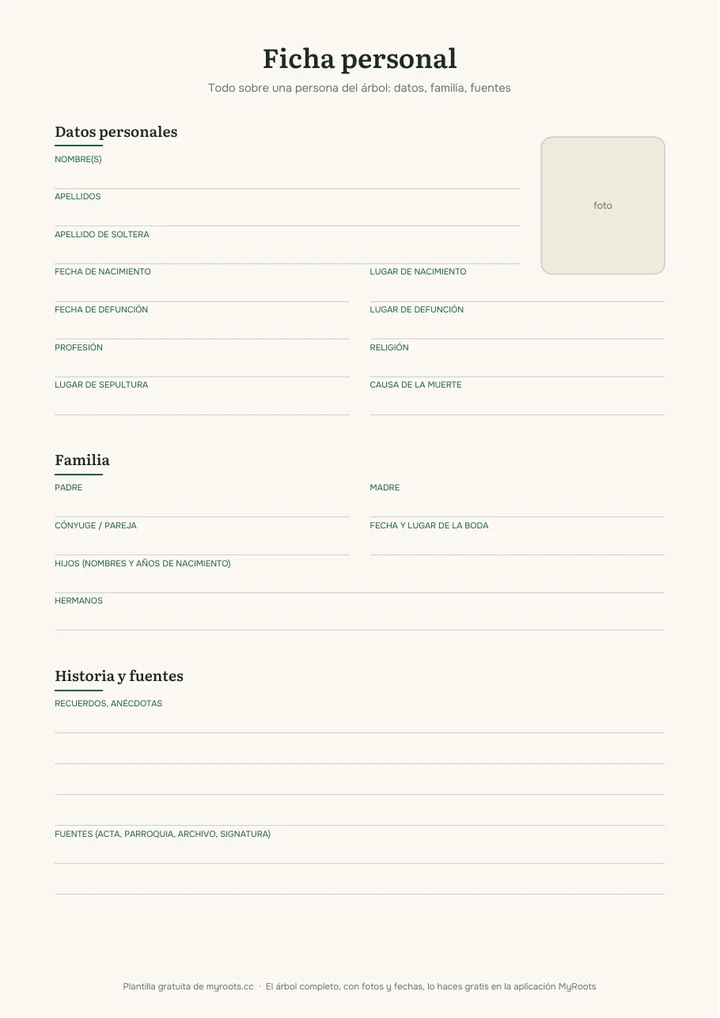 Ficha personal
Todo sobre una persona del árbol: datos, familia, fuentes
Datos personales
NOMBRE(S)
foto
APELLIDOS
APELLIDO DE SOLTERA
FECHA DE NACIMIENTO
LUGAR DE NACIMIENTO
FECHA DE DEFUNCIÓN
LUGAR DE DEFUNCIÓN
PROFESIÓN
RELIGIÓN
LUGAR DE SEPULTURA
CAUSA DE LA MUERTE
Familia
PADRE
MADRE
CÓNYUGE / PAREJA
FECHA Y LUGAR DE LA BODA
HIJOS (NOMBRES Y AÑOS DE NACIMIENTO)
HERMANOS
Historia y fuentes
RECUERDOS, ANÉCDOTAS
FUENTES (ACTA, PARROQUIA, ARCHIVO, SIGNATURA)
Plantilla gratuita de myroots.cc · El árbol completo, con fotos y fechas, lo haces gratis en la aplicación MyRoots